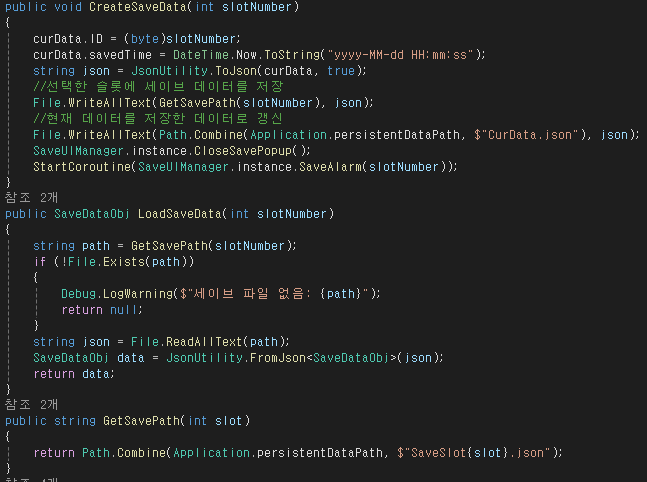 public void CreateSaveData(int slotNumber)
{
curData.ID = (byte)slotNumber;
curData.savedTime = DateTime.Now.ToString("yyyy-MM-dd HH:mm:ss");
string json = JsonUtility.ToJson(curData, true);
//선택한 슬롯에 세이브 데이터를 저장
File.WriteAllText(GetSavePath(slotNumber), json);
//현재 데이터를 저장한 데이터로 갱신
File.WriteAllText(Path.Combine(Application.persistentDataPath, $"CurData.json"), json);
SaveUIManager.instance.CloseSavePopup();
StartCoroutine(SaveUIManager.instance.SaveAlarm(slotNumber));
}
참조 2개
public SaveDataObj LoadSaveData(int slotNumber)
{
string path = GetSavePath(slotNumber);
if (!File.Exists(path))
{
Debug.LogWarning($"세이브 파일 없음: {path}");
return null;
}
string json = File.ReadAllText(path);
SaveDataObj data = JsonUtility.FromJson<SaveDataObj>(json);
return data;
}
참조 2개
public string GetSavePath(int slot)
{
return Path.Combine(Application.persistentDataPath, $"SaveSlot{slot}.json");
}